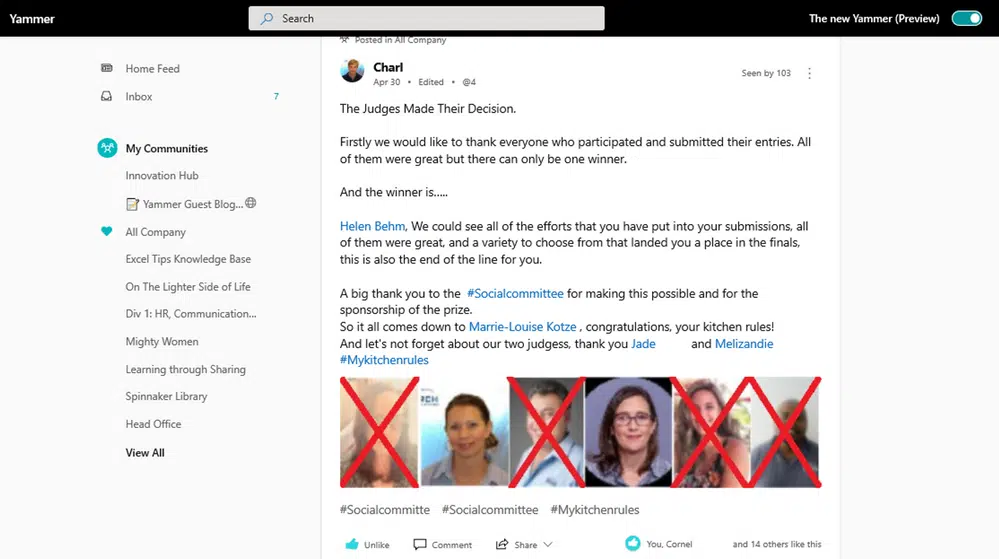 Yammer
Search
The new Yammer (Preview)
Posted in All Company
Home Feed
Inbox
7
My Communities
Innovation Hub
Yammer Guest Blog...
All Company
Excel Tips Knowledge Base
On The Lighter Side of Life
Div 1: HR, Communication...
Mighty Women
Learning through Sharing
Spinnaker Library
Head Office
View All
Charl
Apr 30 • Edited • @4
Seen by 103
The Judges Made Their Decision.
Firstly we would like to thank everyone who participated and submitted their entries. All
of them were great but there can only be one winner.
And the winner is.....
Helen Behm, We could see all of the efforts that you have put into your submissions, all
of them were great, and a variety to choose from that landed you a place in the finals,
this is also the end of the line for you.
A big thank you to the #Socialcommittee for making this possible and for the
sponsorship of the prize.
So it all comes down to Marrie-Louise Kotze , congratulations, your kitchen rules!
And let's not forget about our two judgess, thank you Jade and Melizandie
#Mykitchenrules
RCH
#Socialcommitte #Socialcommittee #Mykitchenrules
Unlike
Comment
Share
You, Cornel and 14 others like this